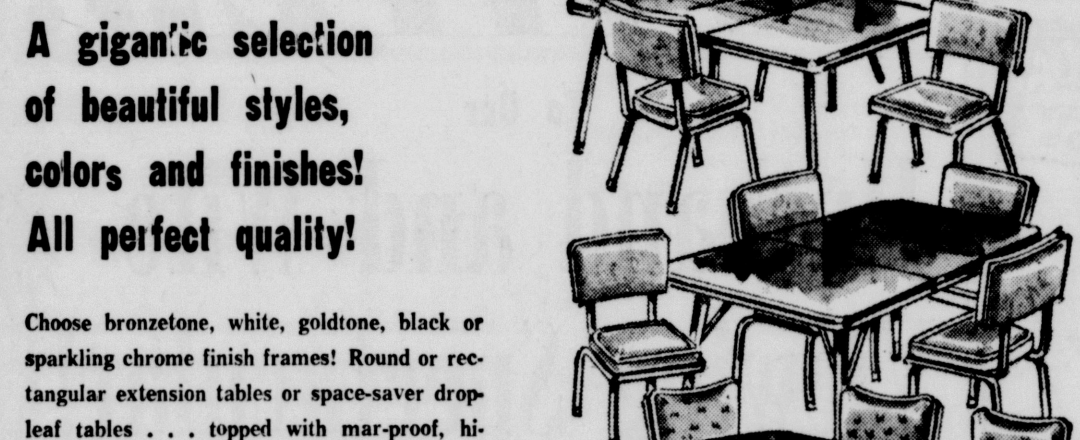 A gigantic selection
of beautiful styles,
colors and finishes!
All perfect quality!
Choose bronzetone, white, goldtone, black or
sparkling chrome finish frames! Round or rec-
tangular extension tables or space-saver drop-
leaf tables . . . topped with mar-proof, hi-